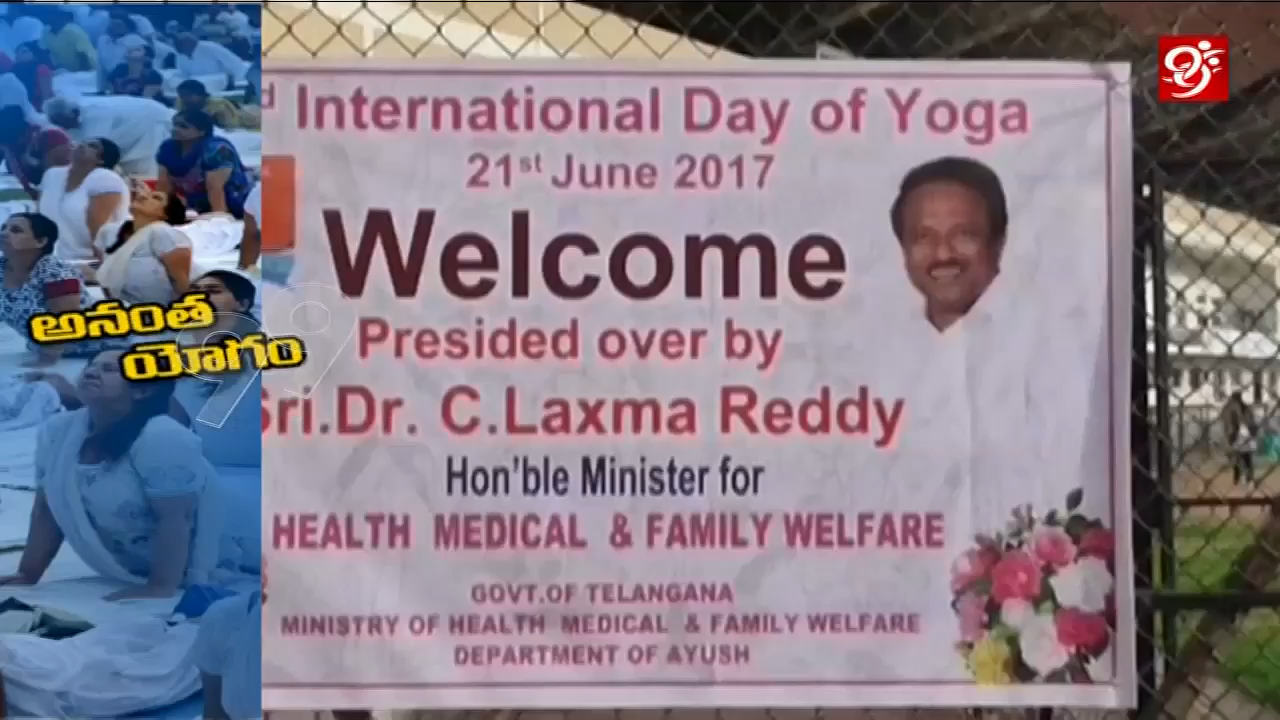 d International Day of Yoga
21st June 2017
Welcome
Presided over by
Sri.Dr. C.Laxma Reddy
Hon'ble Minister for
HEALTH MEDICAL & FAMILY WELFARE
GOVT.OF TELANGANA
MINISTRY OF HEALTH MEDICAL & FAMILY WELFARE
DEPARTMENT OF AYUSH
అనంత
యోగం
99